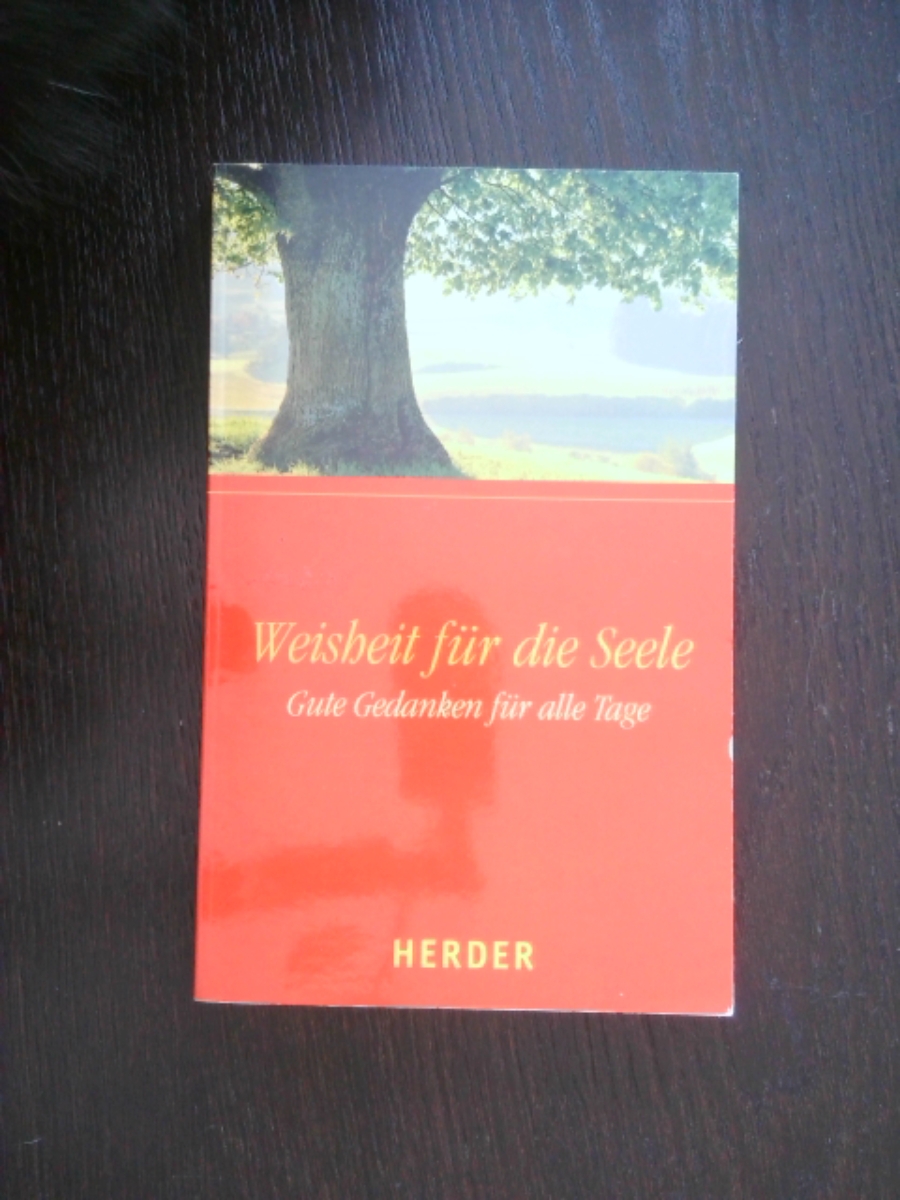 Weisheit für die Seele
Gute Gedanken für alle Tage
HERDER